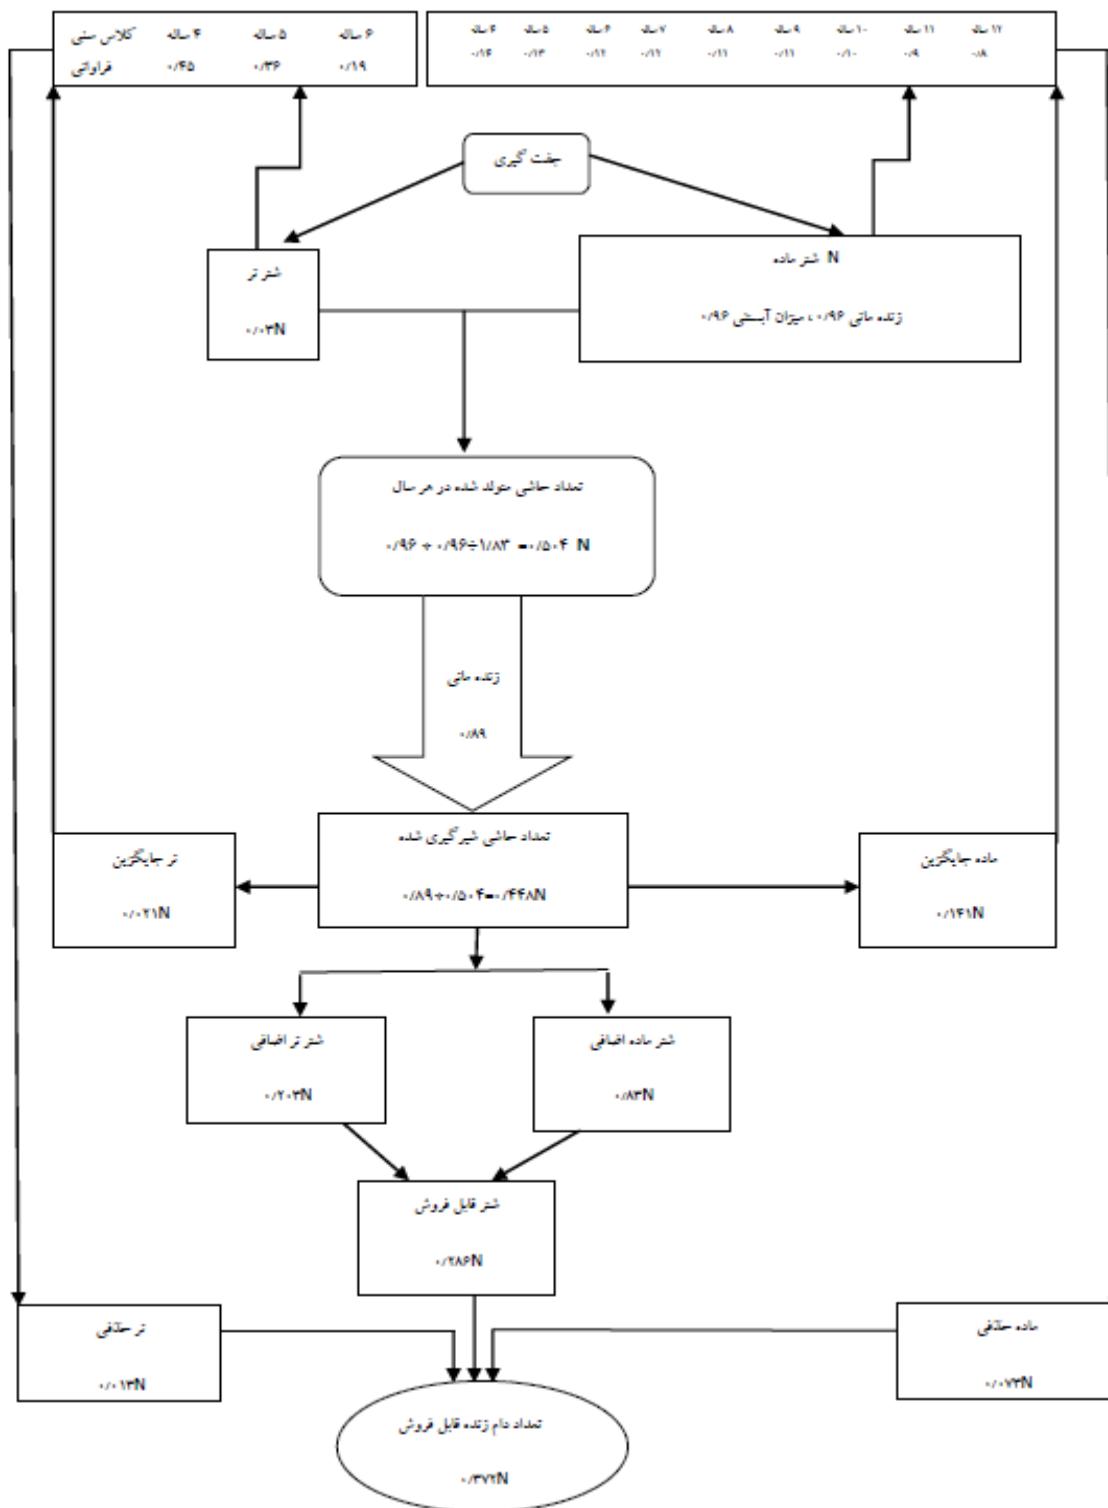 کلاس سنی ۴ ساله ۵ ساله ۶ ساله
فراوانی ۰/۴۵ ۰/۳۶ ۰/۱۹
۴ ساله ۵ ساله ۶ ساله ۷ ساله ۸ ساله ۹ ساله ۱۰ ساله ۱۱ ساله ۱۲ ساله
۰/۱۴ ۰/۱۳ ۰/۱۲ ۰/۱۲ ۰/۱۱ ۰/۱۱ ۰/۱۰ ۰/۹ ۰/۸
جفت گیری
شتر نر
۰/۰۳N
N شتر ماده
زنده مانی ۰/۹۶ ، میزان آبستنی ۰/۹۶
تعداد حاشی متولد شده در هر سال
۰/۹۶ ÷ ۰/۹۶÷۱/۸۳ =۰/۵۰۴ N
زنده مانی
۰/۸۹
تعداد حاشی شیرگیری شده
۰/۸۹÷۰/۵۰۴=۰/۴۴۸N
نر جایگزین
۰/۰۲۱N
ماده جایگزین
۰/۱۴۱N
شتر نر اضافی
۰/۲۰۳N
شتر ماده اضافی
۰/۸۳N
شتر قابل فروش
۰/۲۸۶N
نر حذفی
۰/۰۱۳N
ماده حذفی
۰/۰۷۳N
تعداد دام زنده قابل فروش
۰/۳۷۲N